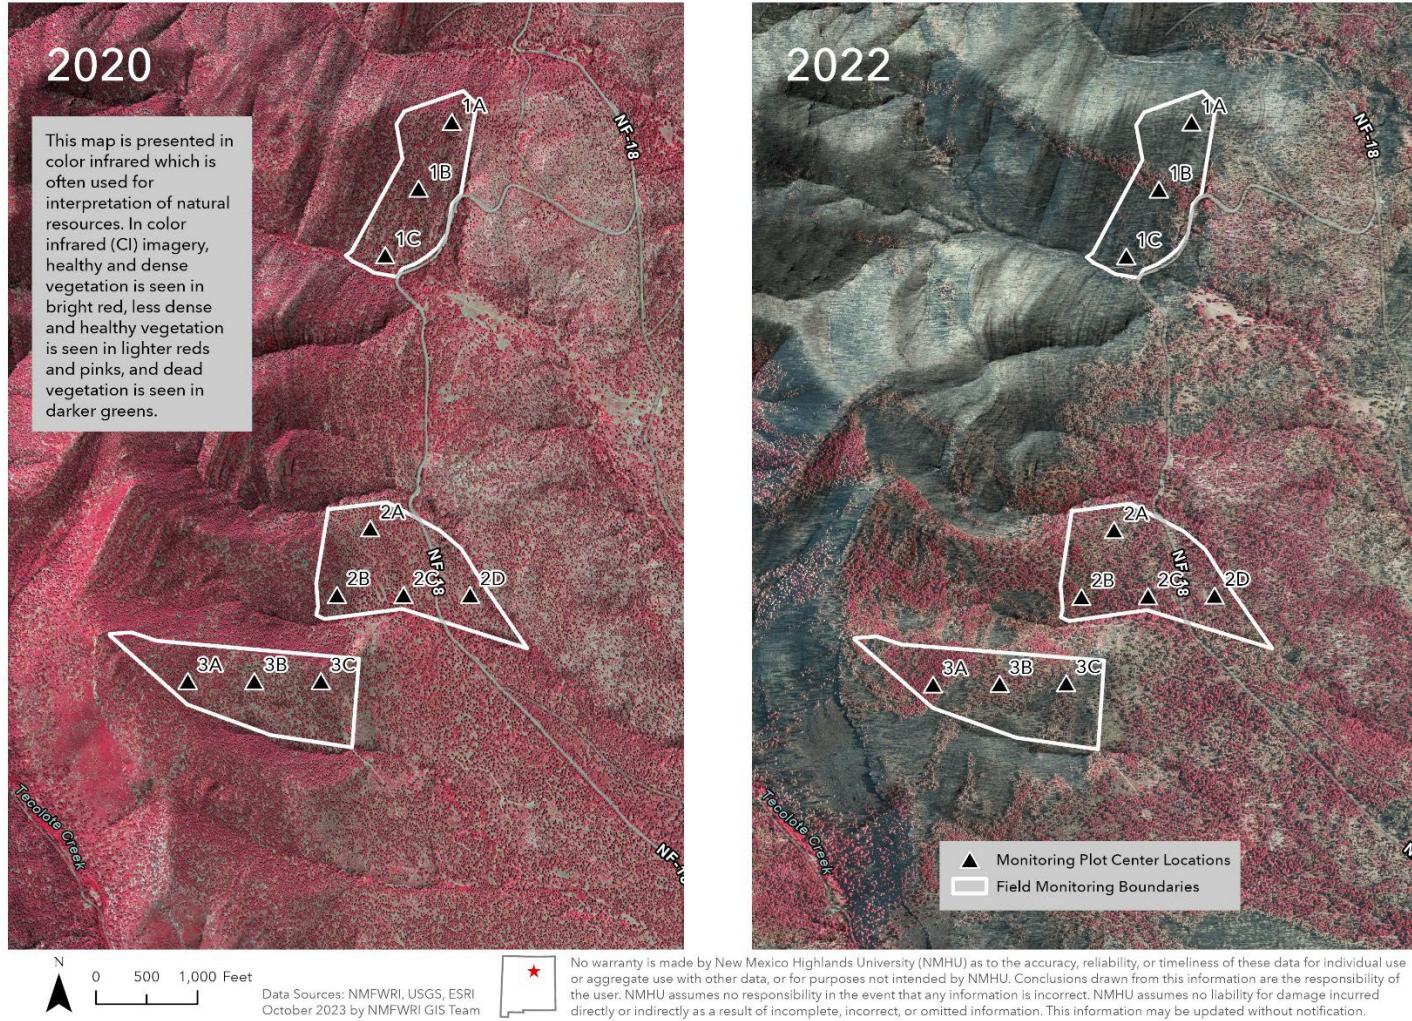 2020
This map is presented in
color infrared which is
often used for
interpretation of natural
resources. In color
infrared (CI) imagery,
healthy and dense
vegetation is seen in
bright red, less dense
and healthy vegetation
is seen in lighter reds
and pinks, and dead
vegetation is seen in
darker greens.
1A
1B
1C
NF-18
2A
2B
2C
2D
NF-18
3A
3B
3C
Tecolote Creek
NF-18
2022
1A
1B
1C
NF-18
2A
2B
2C
2D
NF-18
3A
3B
3C
Tecolote Creek
N
Monitoring Plot Center Locations
Field Monitoring Boundaries
N
0 500 1,000 Feet
Data Sources: NMFWRI, USGS, ESRI
October 2023 by NMFWRI GIS Team
No warranty is made by New Mexico Highlands University (NMHU) as to the accuracy, reliability, or timeliness of these data for individual use
or aggregate use with other data, or for purposes not intended by NMHU. Conclusions drawn from this information are the responsibility of
the user. NMHU assumes no responsibility in the event that any information is incorrect. NMHU assumes no liability for damage incurred
directly or indirectly as a result of incomplete, incorrect, or omitted information. This information may be updated without notification.